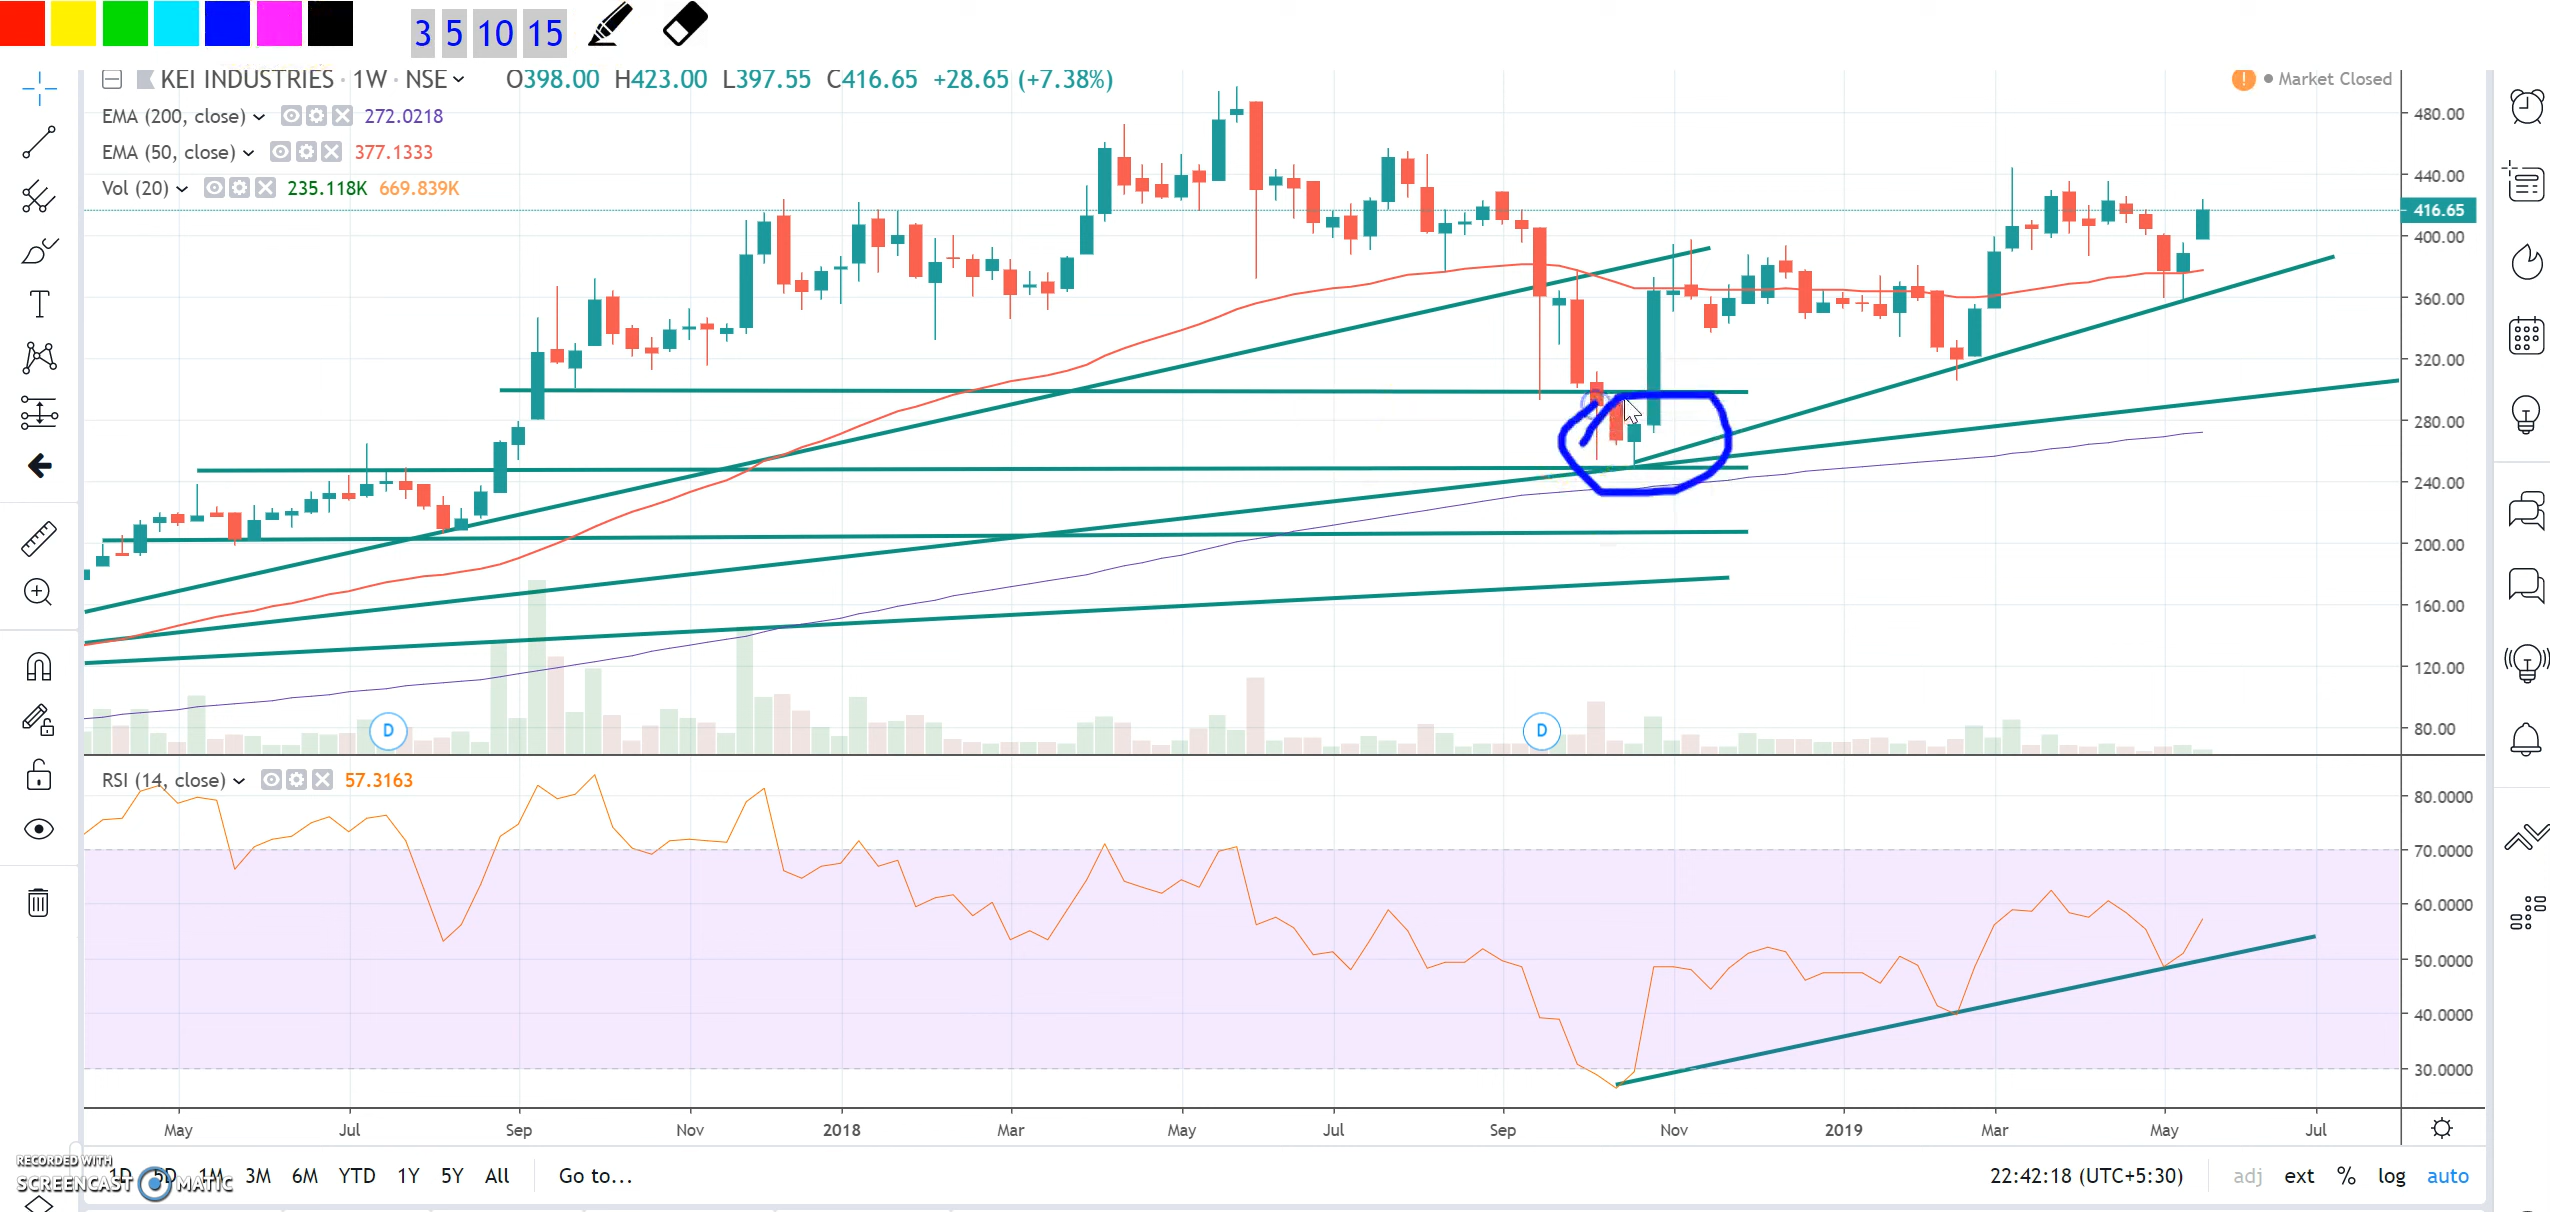 3 5 10 15
KEI INDUSTRIES · 1W · NSE O398.00 H423.00 L397.55 C416.65 +28.65 (+7.38%)
Market Closed
EMA (200, close) 272.0218
EMA (50, close) 377.1333
Vol (20) 235.118K 669.839K
480.00
440.00
416.65
400.00
360.00
320.00
280.00
240.00
200.00
160.00
120.00
80.00
D D
RSI (14, close) 57.3163
80.0000
70.0000
60.0000
50.0000
40.0000
30.0000
May Jul Sep Nov 2018 Mar May Jul Sep Nov 2019 Mar May Jul
RECORDED WITH
SCREENCAST MATIC
1D 5D 1M 3M 6M YTD 1Y 5Y All Go to... 22:42:18 (UTC+5:30) adj ext % log auto